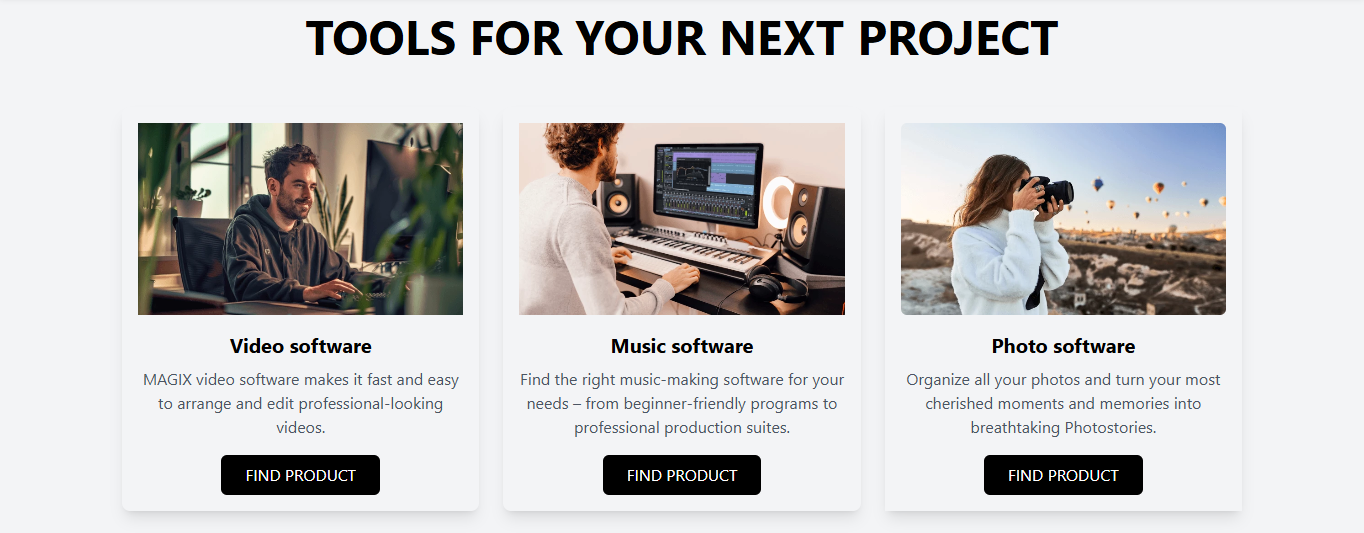 TOOLS FOR YOUR NEXT PROJECT
Video software
MAGIX video software makes it fast and easy
to arrange and edit professional-looking
videos.
FIND PRODUCT
Music software
Find the right music-making software for your
needs – from beginner-friendly programs to
professional production suites.
FIND PRODUCT
Photo software
Organize all your photos and turn your most
cherished moments and memories into
breathtaking Photostories.
FIND PRODUCT